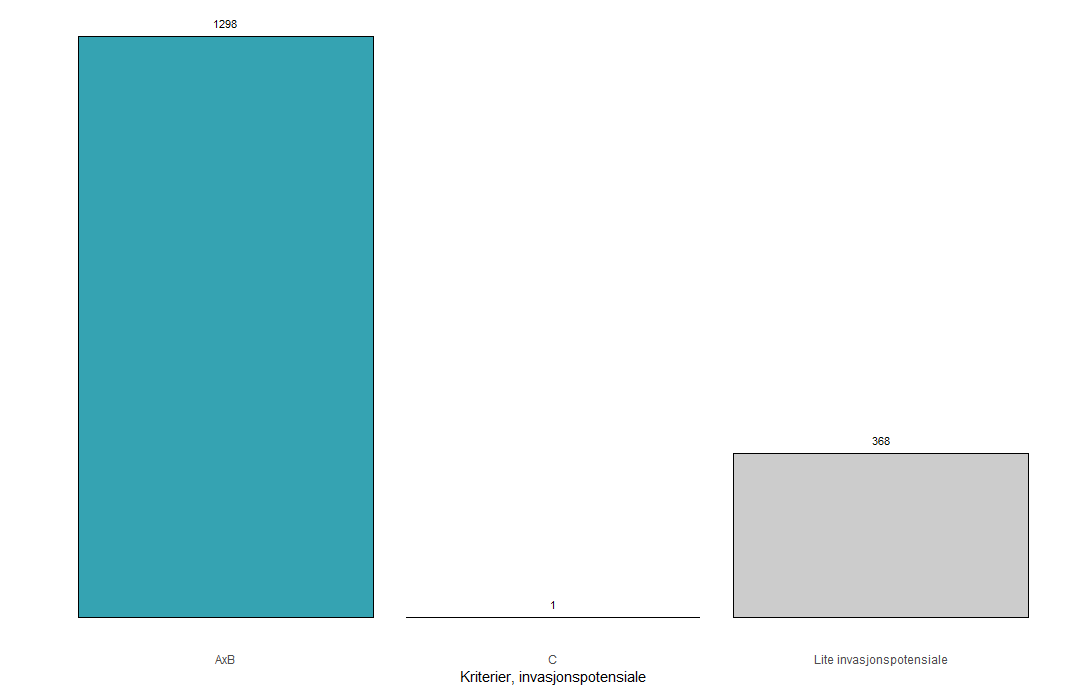 1298
368
1
AxB
C
Lite invasjonspotensiale
Kriterier, invasjonspotensiale